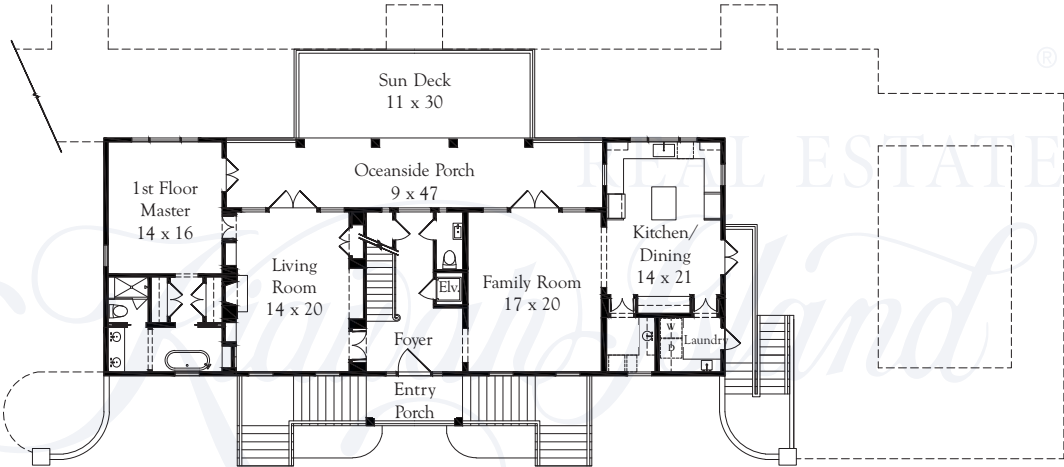 Sun Deck
11 x 30
®
REAL ESTATE
Oceanside Porch
9 x 47
1st Floor
Master
14 x 16
Kitchen/
Dining
14 x 21
Living
Room
14 x 20
Family Room
17 x 20
Elv.
Foyer
W
D
Laundry
Entry
Porch